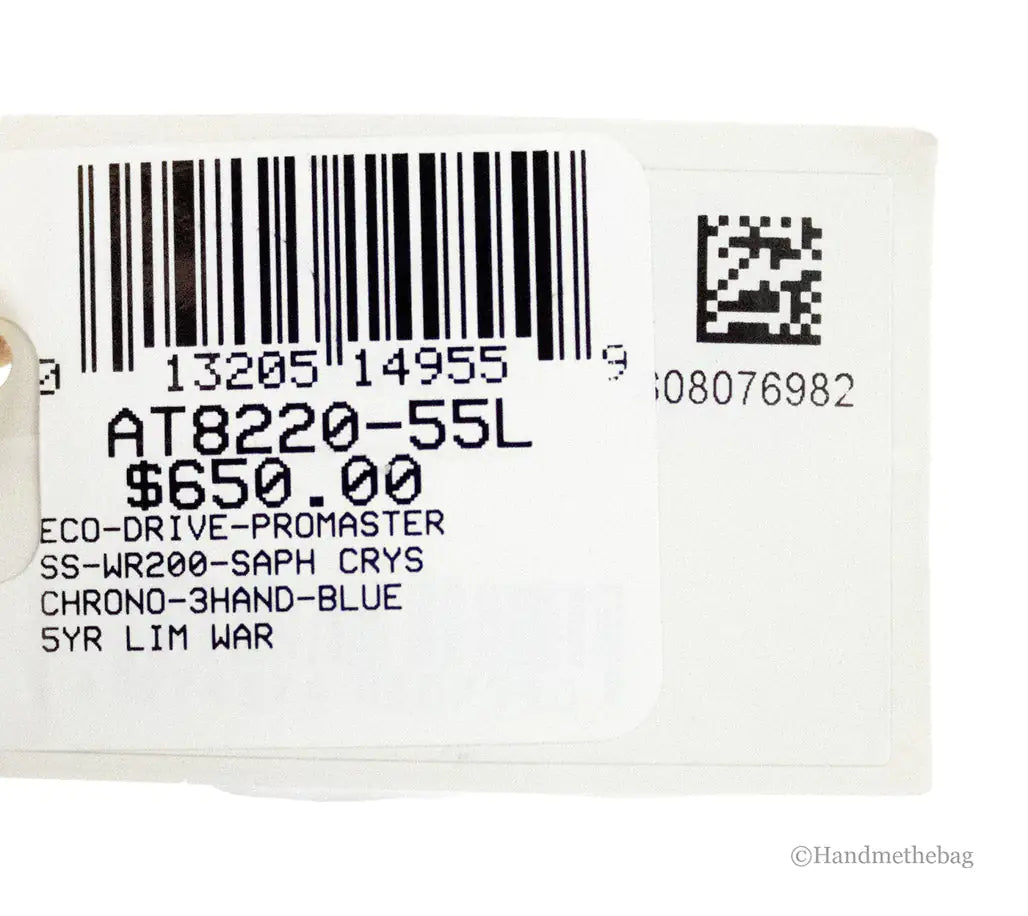 0 13205 14955 9
AT8220-55L
$650.00
ECO-DRIVE-PROMASTER
SS-WR200-SAPH CRYS
CHRONO-3HAND-BLUE
5YR LIM WAR
08076982
©Handmethebag